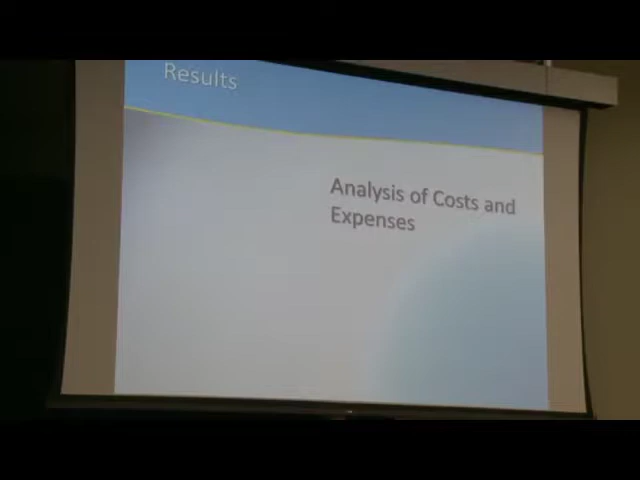 Results
Analysis of Costs and
Expenses